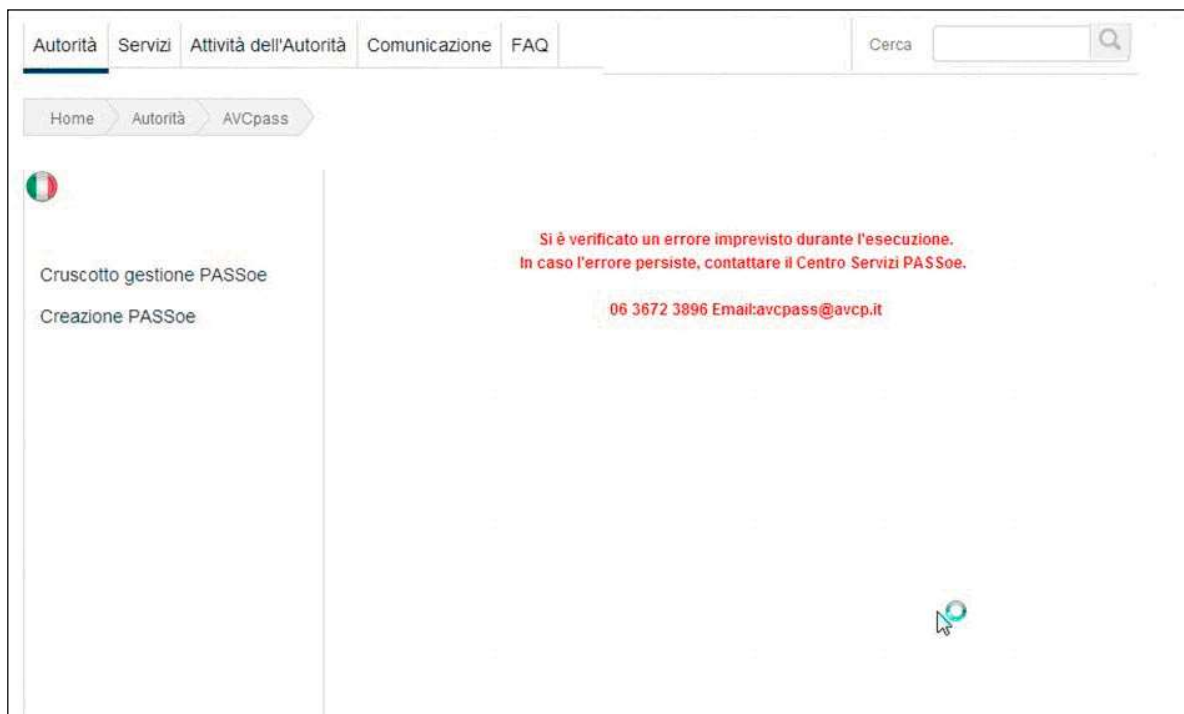 Autorità Servizi Attività dell'Autorità Comunicazione FAQ Cerca
Home Autorità AVCpass
Si è verificato un errore imprevisto durante l'esecuzione.
In caso l'errore persiste, contattare il Centro Servizi PASSoe.
06 3672 3896 Email:avcpass@avcp.it
Cruscotto gestione PASSoe
Creazione PASSoe